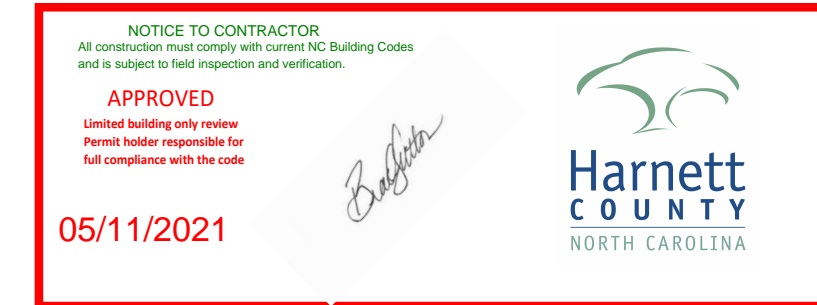 NOTICE TO CONTRACTOR
All construction must comply with current NC Building Codes
and is subject to field inspection and verification.
APPROVED
Limited building only review
Permit holder responsible for
full compliance with the code
Brad Sutton
05/11/2021
Harnett
COUNTY
NORTH CAROLINA